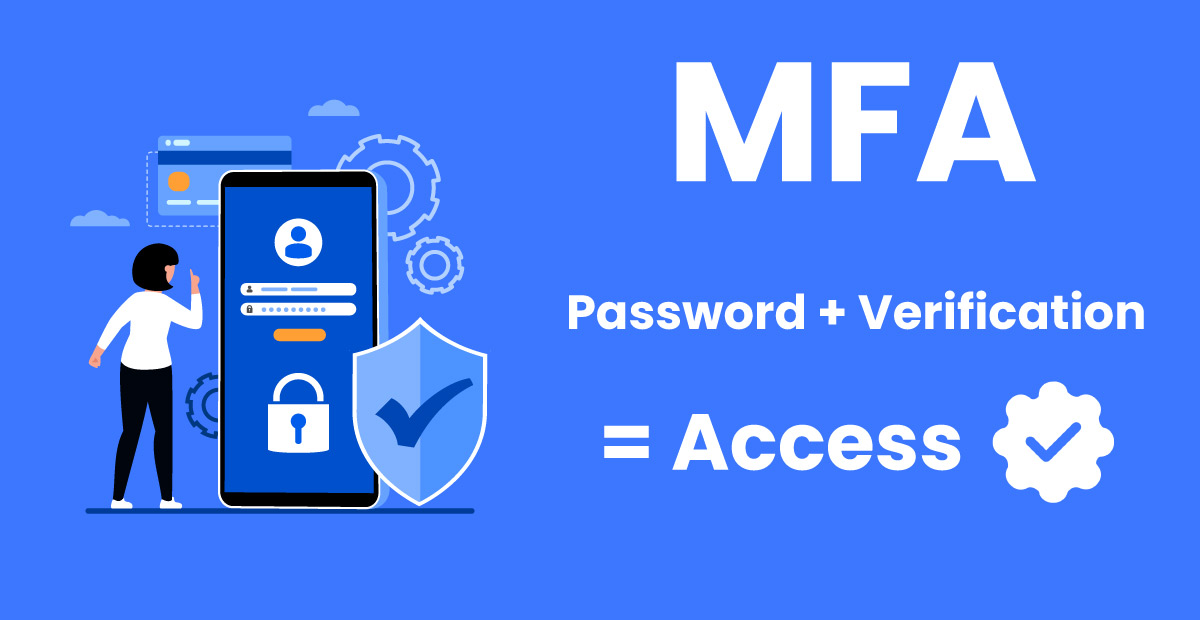 MFA
Password + Verification
= Access